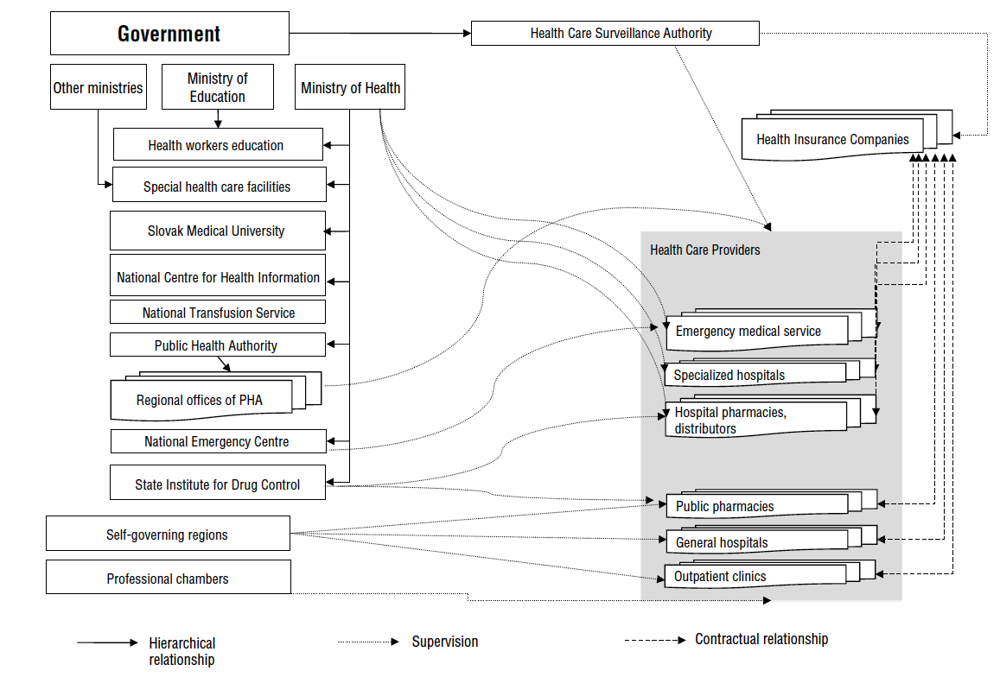 Government
Health Care Surveillance Authority
Other ministries
Ministry of
Education
Ministry of Health
Health workers education
Health Insurance Companies
Special health care facilities
Slovak Medical University
Health Care Providers
National Centre for Health Information
National Transfusion Service
Emergency medical service
Public Health Authority
Specialized hospitals
Regional offices of PHA
Hospital pharmacies,
distributors
National Emergency Centre
State Institute for Drug Control
Public pharmacies
Self-governing regions
General hospitals
Professional chambers
Outpatient clinics
Hierarchical
relationship
Supervision
Contractual relationship